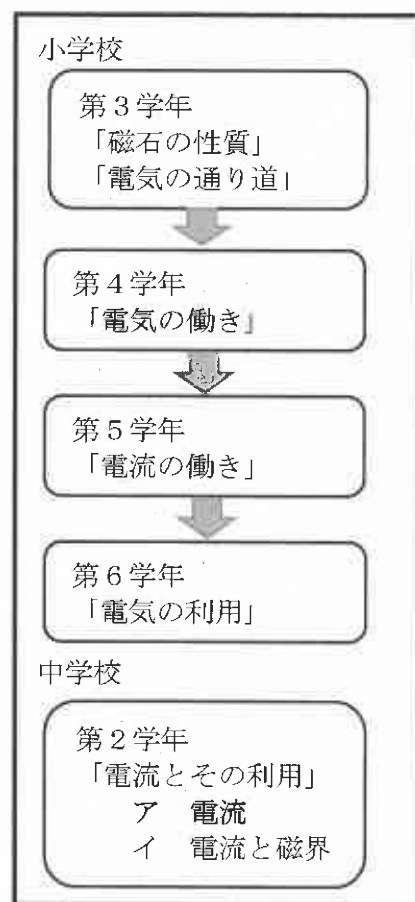 小学校
第３学年
「磁石の性質」
「電気の通り道」
第４学年
「電気の働き」
第５学年
「電流の働き」
第６学年
「電気の利用」
中学校
第２学年
「電流とその利用」
ア　電流
イ　電流と磁界